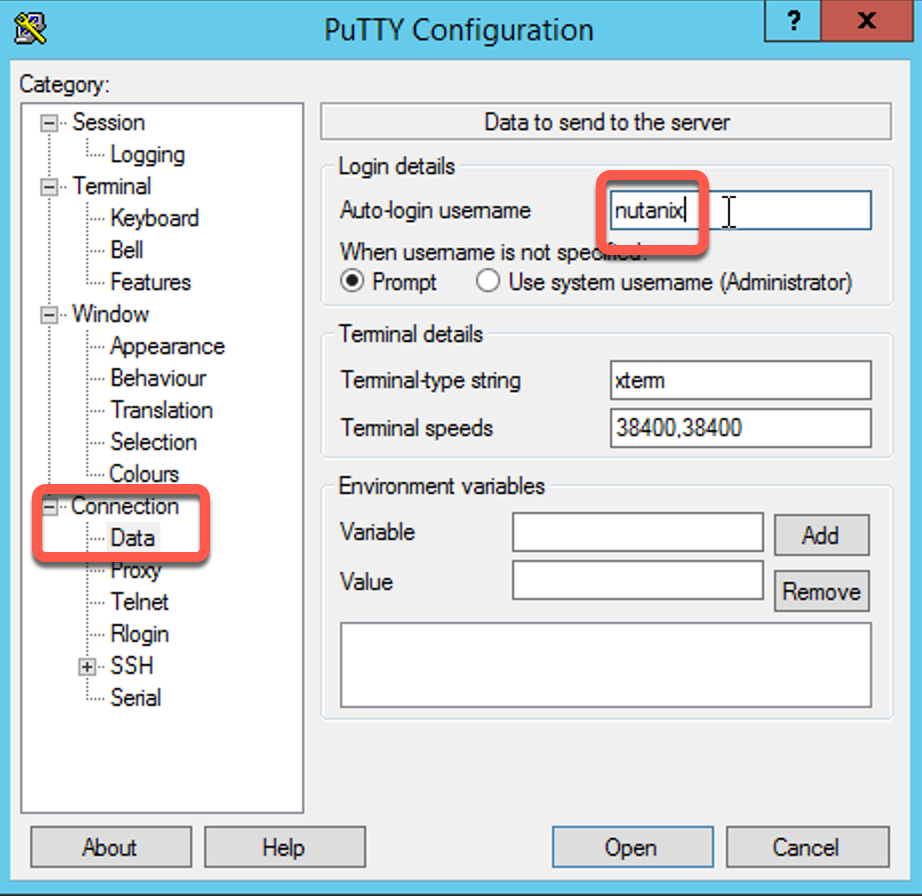 PuTTY Configuration
?
X
Category:
Session
Logging
Terminal
Keyboard
Bell
Features
Window
Appearance
Behaviour
Translation
Selection
Colours
Connection
Data
Proxy
Telnet
Rlogin
SSH
Serial
Data to send to the server
Login details
Auto-login username
nutanix
When username is not specified:
Prompt
Use system username (Administrator)
Terminal details
Terminal-type string
xterm
Terminal speeds
38400,38400
Environment variables
Variable
Add
Value
Remove
About
Help
Open
Cancel